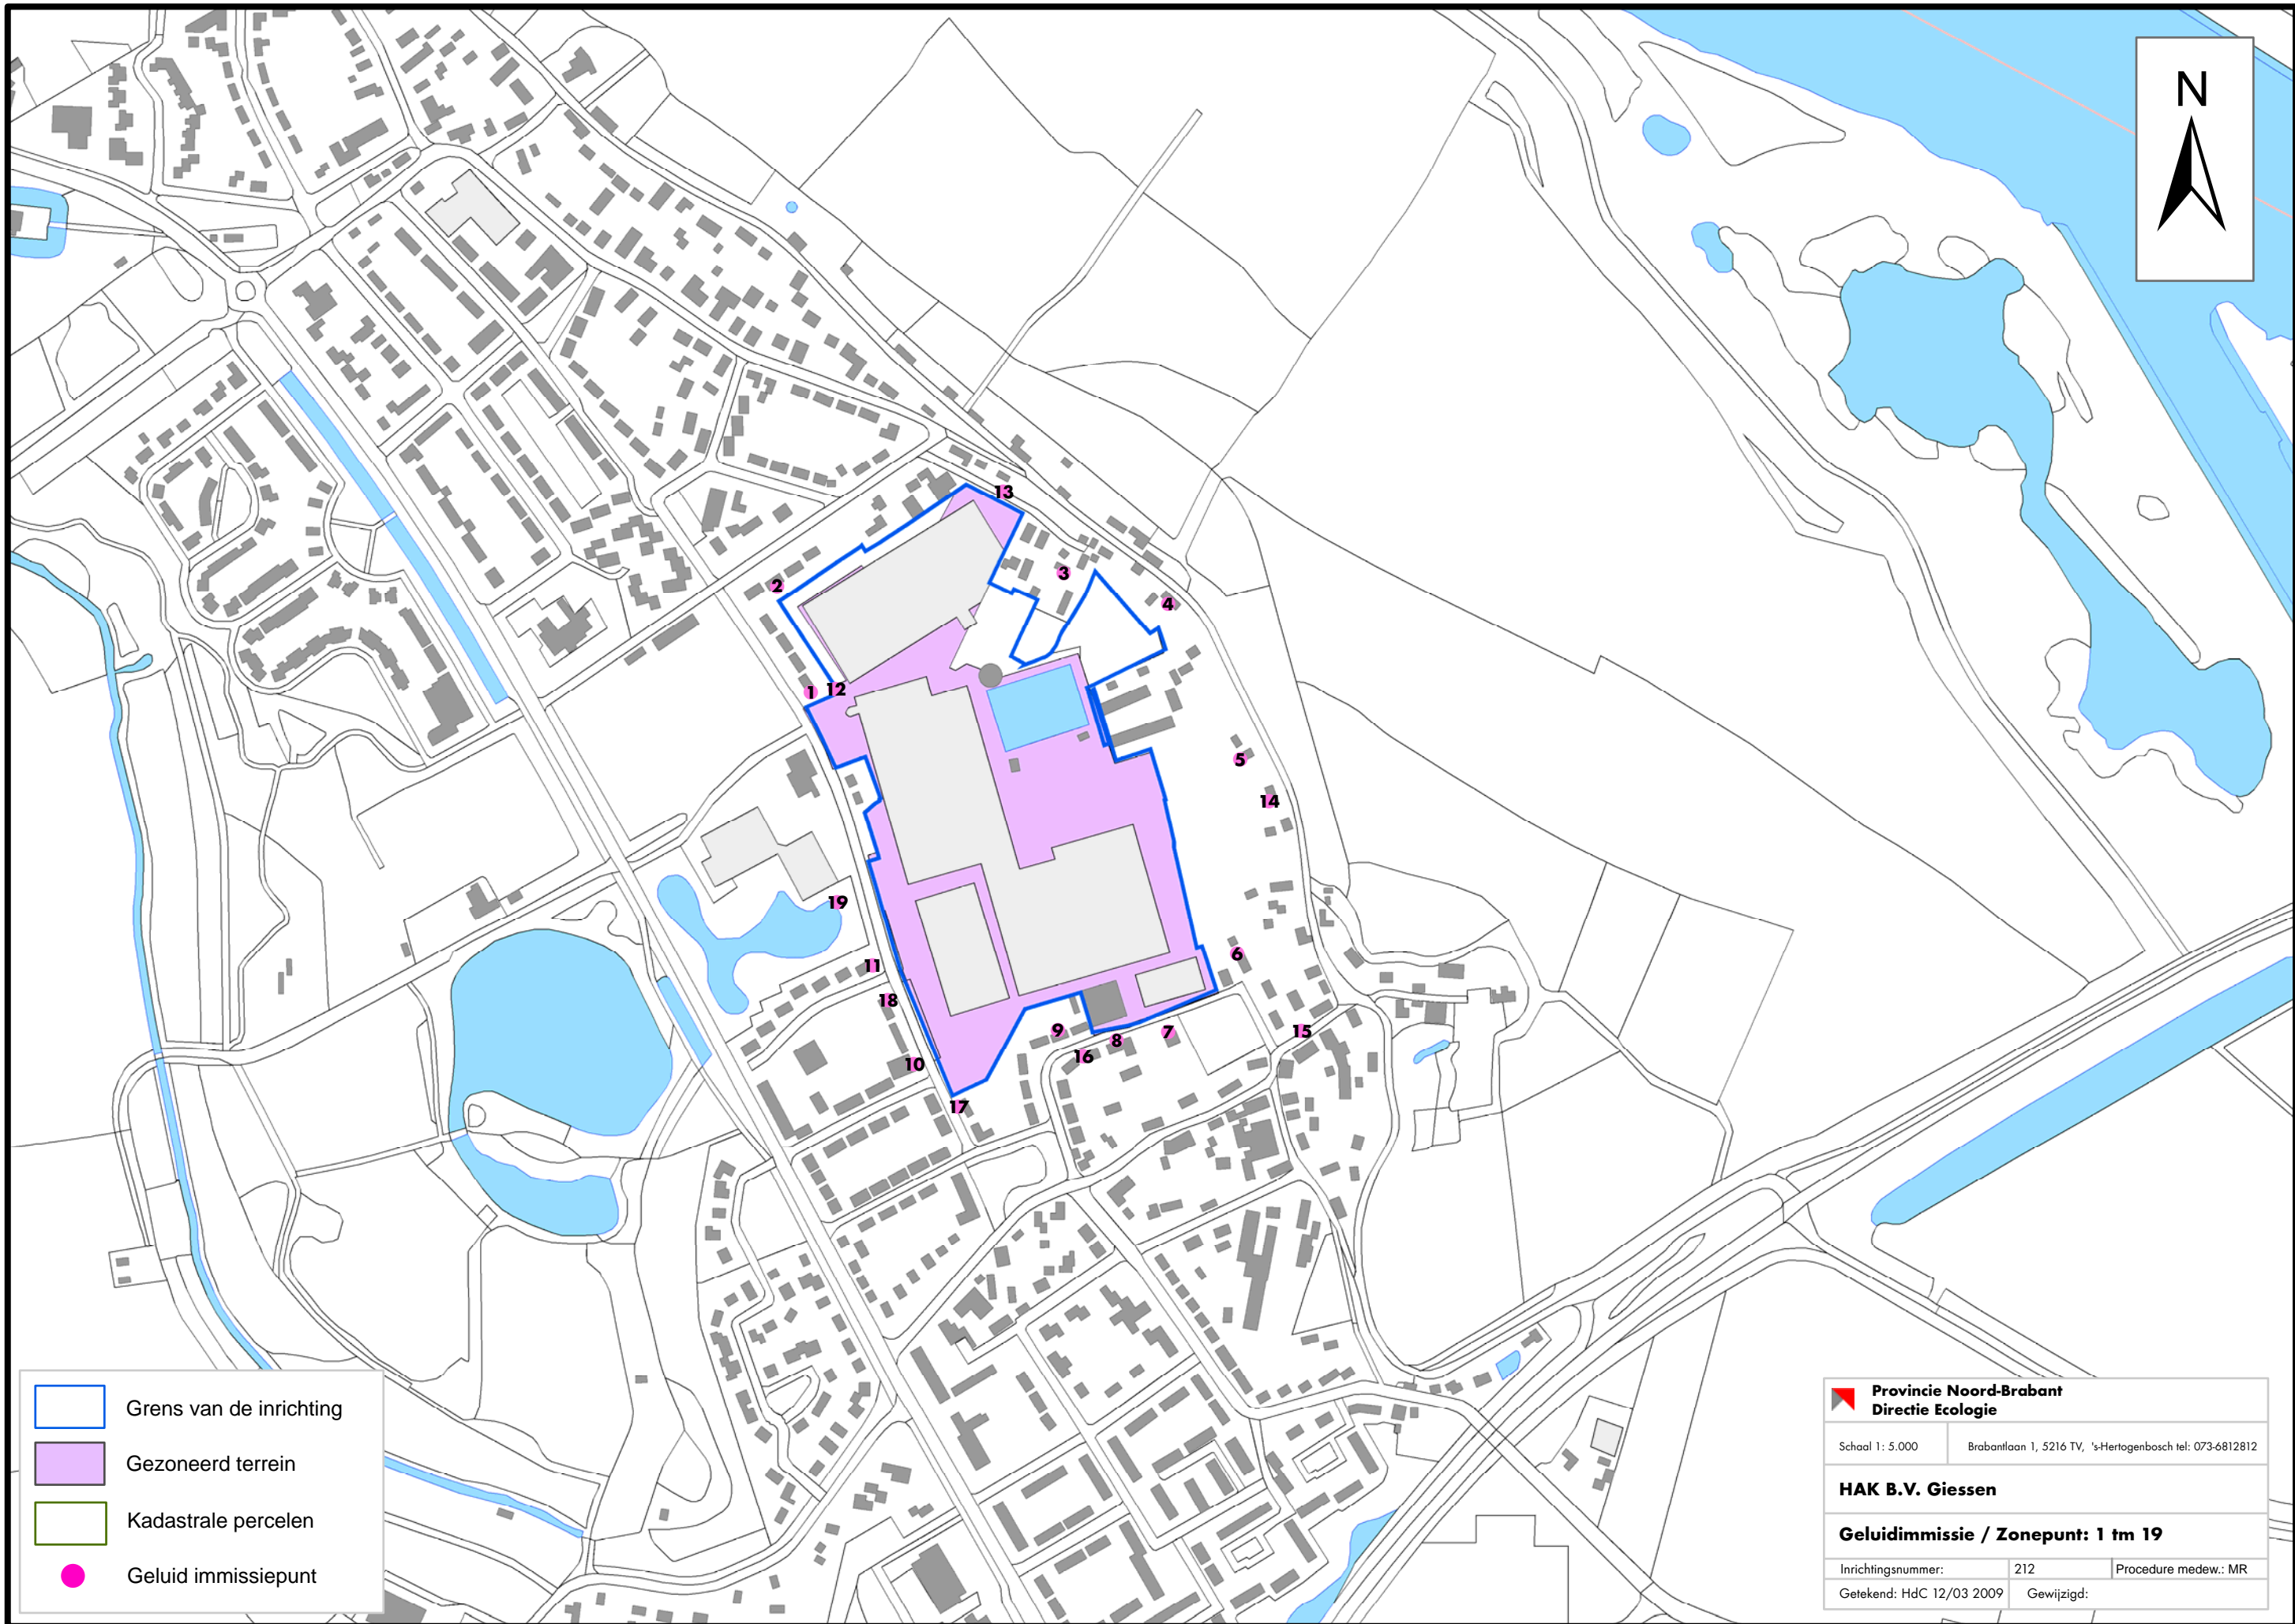 N
13
2
3
4
1
12
5
14
19
6
11
18
9
7
15
8
16
10
17
Grens van de inrichting
Gezoneerd terrein
Kadastrale percelen
Geluid immissiepunt
Provincie Noord-Brabant
Directie Ecologie
Schaal 1: 5.000
Brabantlaan 1, 5216 TV, 's-Hertogenbosch tel: 073-6812812
HAK B.V. Giessen
Geluidimmissie / Zonepunt: 1 tm 19
Inrichtingsnummer: 212 Procedure medew.: MR
Getekend: HdC 12/03 2009 Gewijzigd: